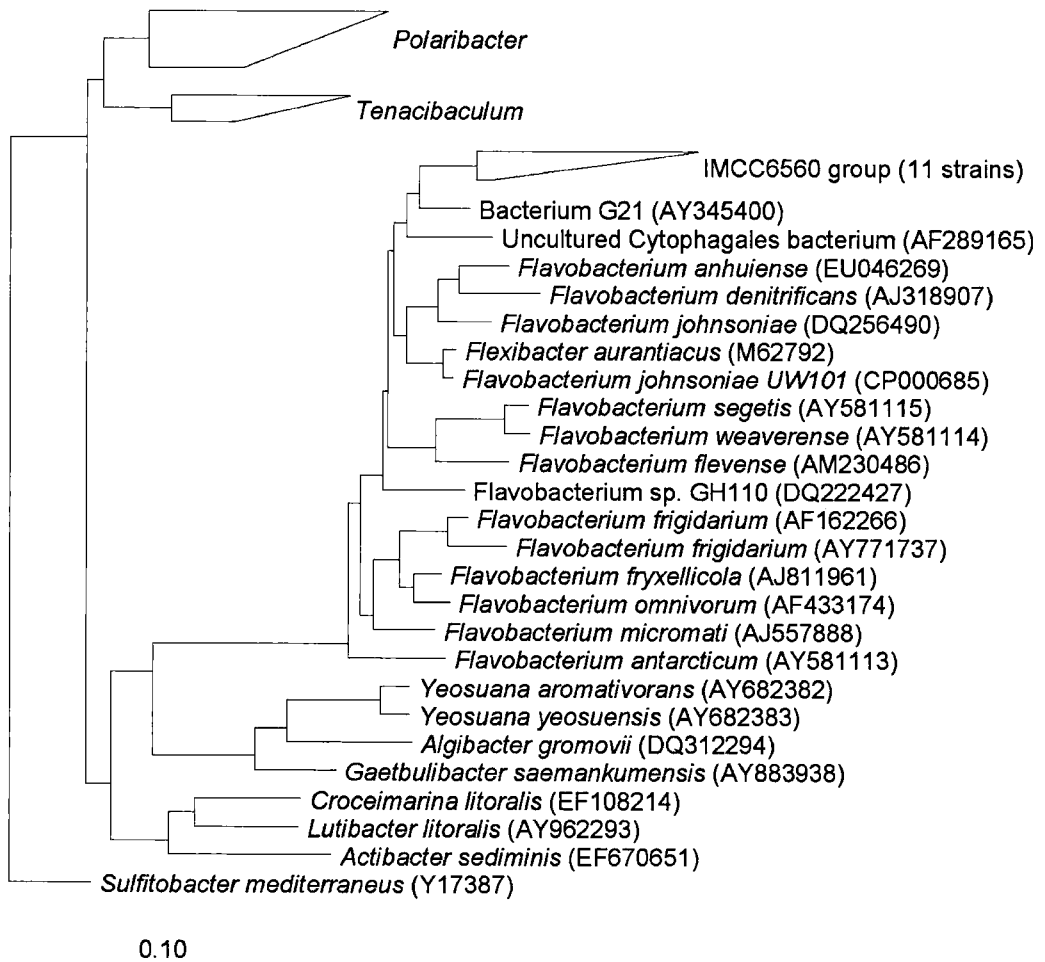 Polaribacter
Tenacibaculum
IMCC6560 group (11 strains)
Bacterium G21 (AY345400)
Uncultured Cytophagales bacterium (AF289165)
Flavobacterium anhuiense (EU046269)
Flavobacterium denitrificans (AJ318907)
Flavobacterium johnsoniae (DQ256490)
Flexibacter aurantiacus (M62792)
Flavobacterium johnsoniae UW101 (CP000685)
Flavobacterium segetis (AY581115)
Flavobacterium weaverense (AY581114)
Flavobacterium flevense (AM230486)
Flavobacterium sp. GH110 (DQ222427)
Flavobacterium frigidarium (AF162266)
Flavobacterium frigidarium (AY771737)
Flavobacterium fryxellicola (AJ811961)
Flavobacterium omnivorum (AF433174)
Flavobacterium micromati (AJ557888)
Flavobacterium antarcticum (AY581113)
Yeosuana aromativorans (AY682382)
Yeosuana yeosuensis (AY682383)
Algibacter gromovii (DQ312294)
Gaetbulibacter saemankumensis (AY883938)
Croceimarina litoralis (EF108214)
Lutibacter litoralis (AY962293)
Actibacter sediminis (EF670651)
Sulfitobacter mediterraneus (Y17387)
0.10